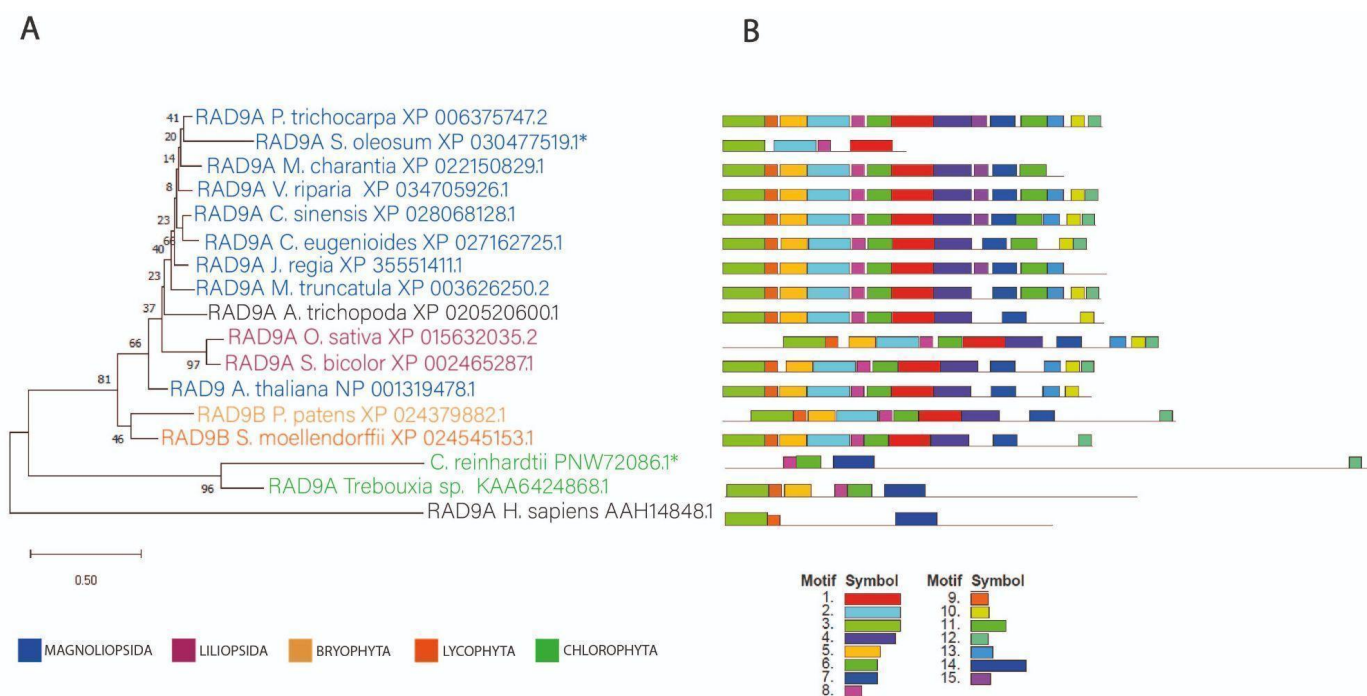 A
B
41
RAD9A P. trichocarpa XP 006375747.2
20
RAD9A S. oleosum XP 030477519.1*
14
RAD9A M. charantia XP 022150829.1
8
RAD9A V. riparia XP 034705926.1
23
RAD9A C. sinensis XP 028068128.1
66
RAD9A C. eugenioides XP 027162725.1
40
RAD9A J. regia XP 35551411.1
23
RAD9A M. truncatula XP 003626250.2
37
RAD9A A. trichopoda XP 020520600.1
66
RAD9A O. sativa XP 015632035.2
97
RAD9A S. bicolor XP 002465287.1
81
RAD9 A. thaliana NP 001319478.1
RAD9B P. patens XP 024379882.1
46
RAD9B S. moellendorffii XP 024545153.1
C. reinhardtii PNW72086.1*
96
RAD9A Trebouxia sp. KAA6424868.1
RAD9A H. sapiens AAH14848.1
0.50
Motif Symbol Motif Symbol
1. 9.
2. 10.
3. 11.
4. 12.
5. 13.
6. 14.
7. 15.
8.
MAGNOLIOPSIDA LILIOPSIDA BRYOPHYTA LYCOPHYTA CHLOROPHYTA